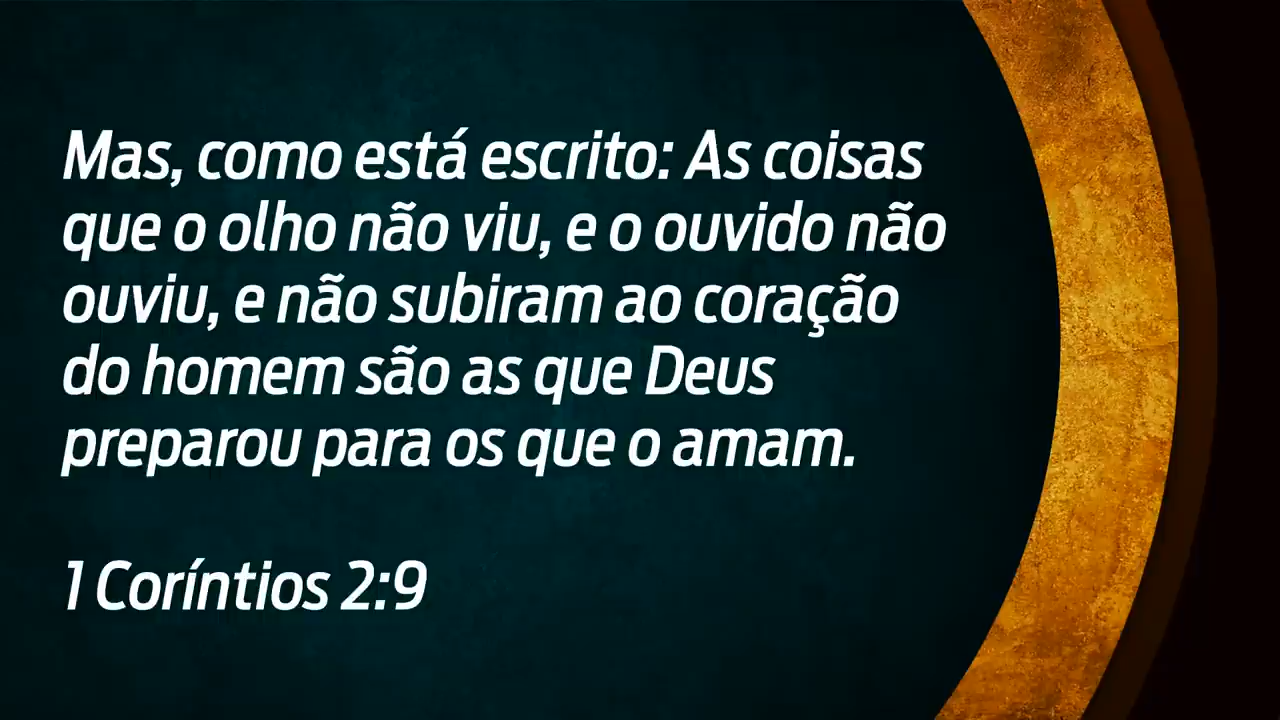 Mas, como está escrito: As coisas
que o olho não viu, e o ouvido não
ouviu, e não subiram ao coração
do homem são as que Deus
preparou para os que o amam.
1 Coríntios 2:9